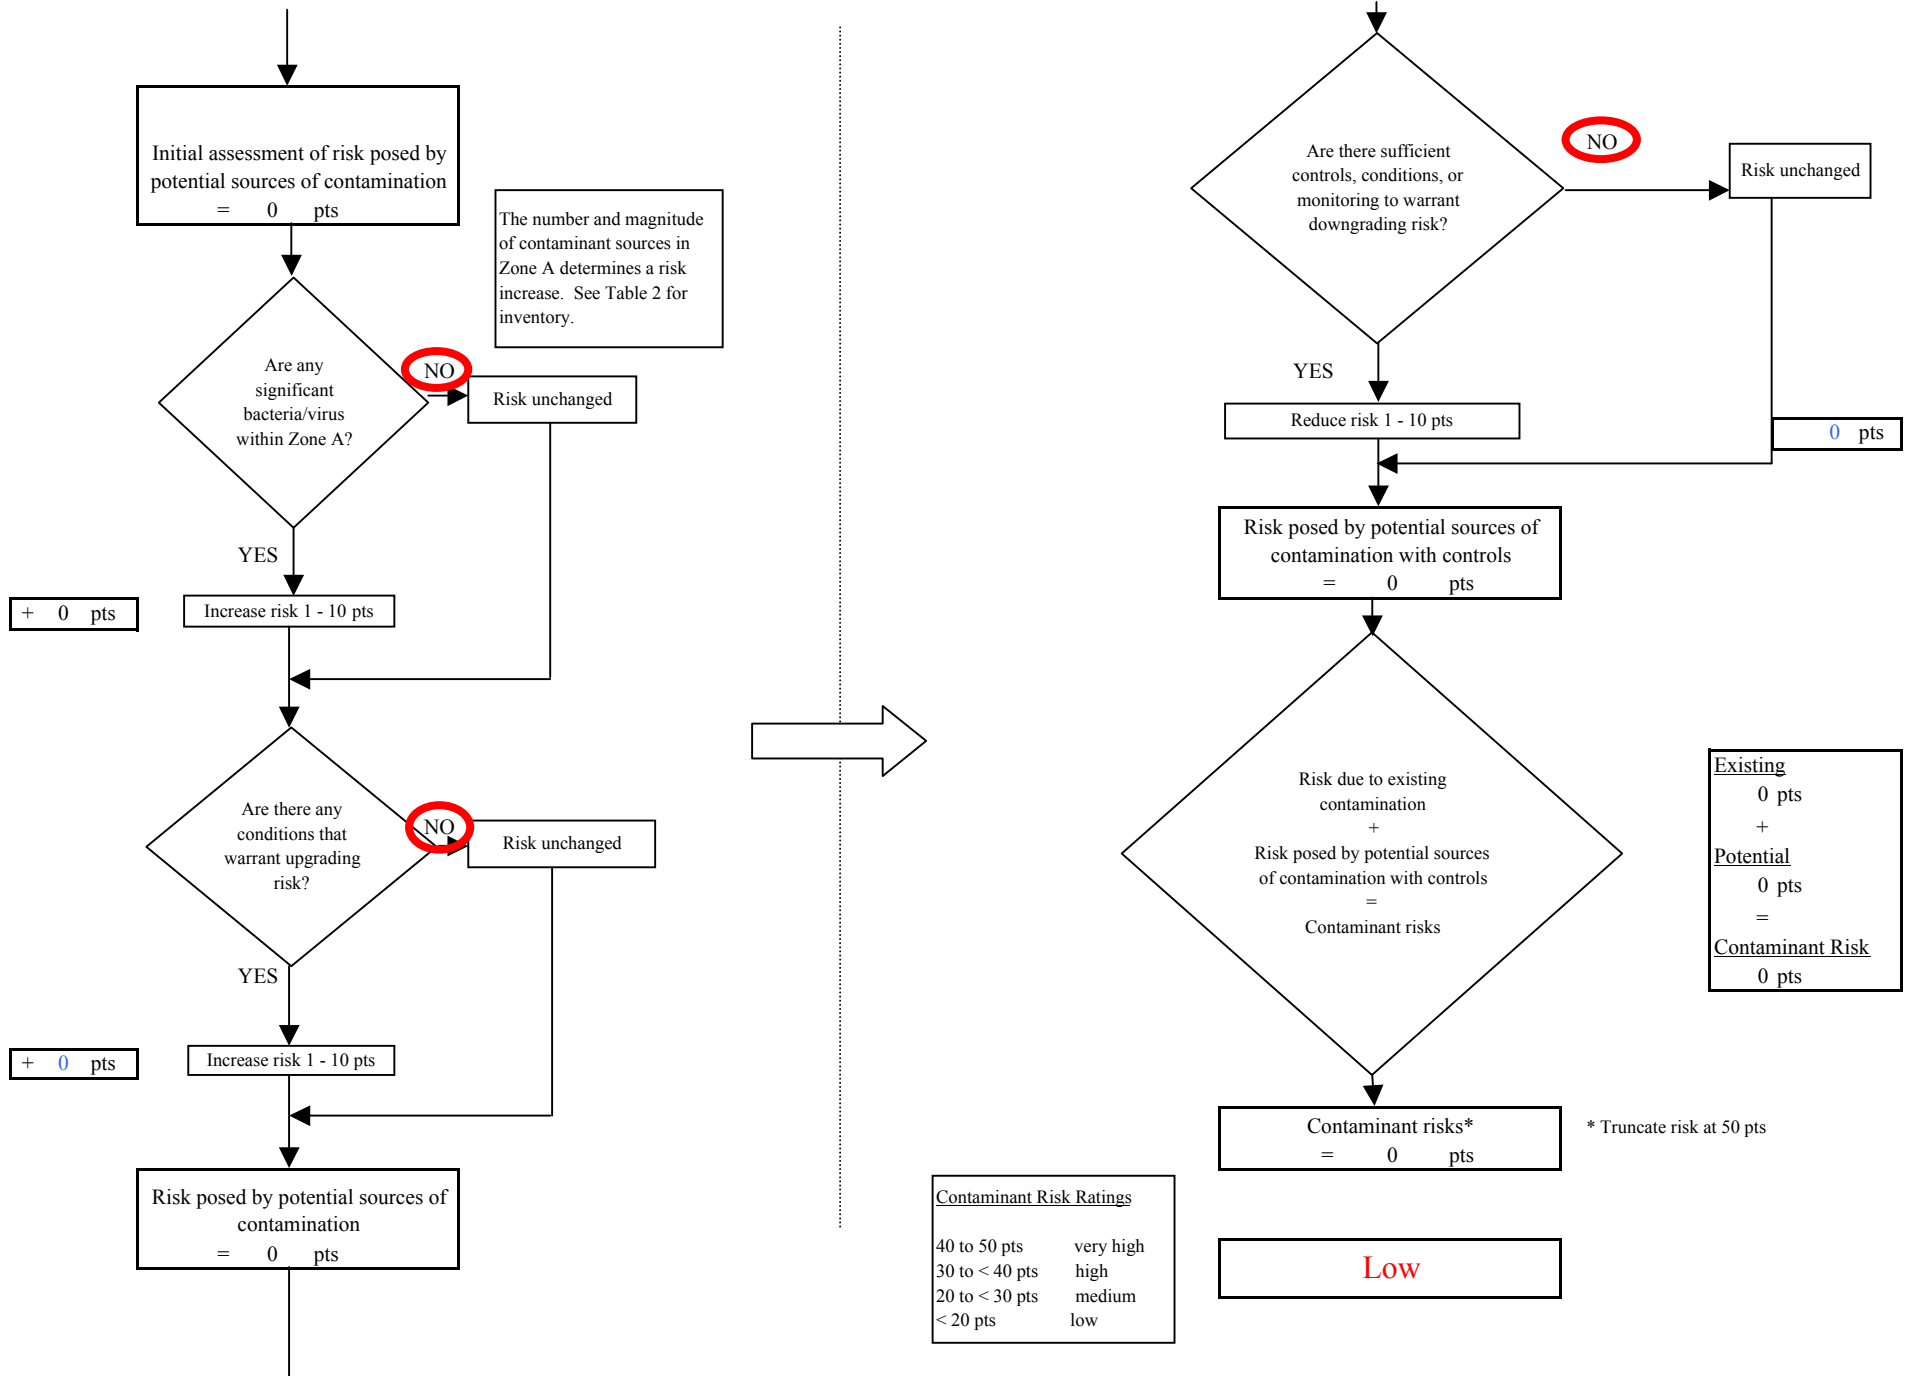 Initial assessment of risk posed by
potential sources of contamination
= 0 pts
The number and magnitude
of contaminant sources in
Zone A determines a risk
increase. See Table 2 for
inventory.
Are any
significant
bacteria/virus
within Zone A?
NO
Risk unchanged
YES
+ 0 pts
Increase risk 1 - 10 pts
Are there any
conditions that
warrant upgrading
risk?
NO
Risk unchanged
YES
+ 0 pts
Increase risk 1 - 10 pts
Risk posed by potential sources of
contamination
= 0 pts
Are there sufficient
controls, conditions, or
monitoring to warrant
downgrading risk?
NO
Risk unchanged
YES
Reduce risk 1 - 10 pts
0 pts
Risk posed by potential sources of
contamination with controls
= 0 pts
Risk due to existing
contamination
+
Risk posed by potential sources
of contamination with controls
=
Contaminant risks
Existing
0 pts
+
Potential
0 pts
=
Contaminant Risk
0 pts
Contaminant risks*
= 0 pts
* Truncate risk at 50 pts
Contaminant Risk Ratings
40 to 50 pts very high
30 to < 40 pts high
20 to < 30 pts medium
< 20 pts low
Low